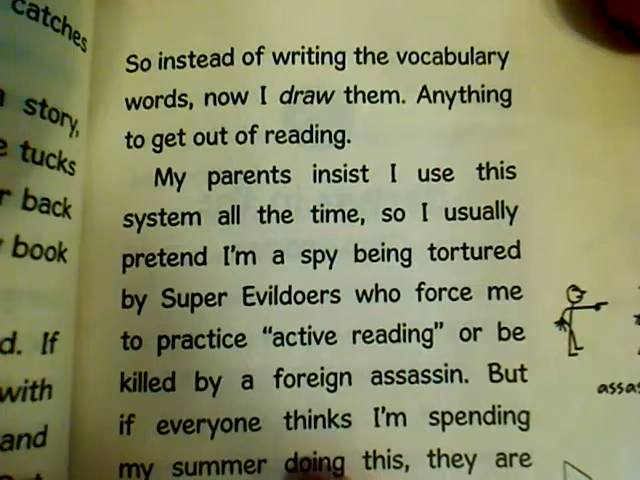 catches
story,
tucks
back
book
d. If
with
and
So instead of writing the vocabulary
words, now I draw them. Anything
to get out of reading.
My parents insist I use this
system all the time, so I usually
pretend I'm a spy being tortured
by Super Evildoers who force me
to practice "active reading" or be
killed by a foreign assassin. But
if everyone thinks I'm spending
my summer doing this, they are
assas